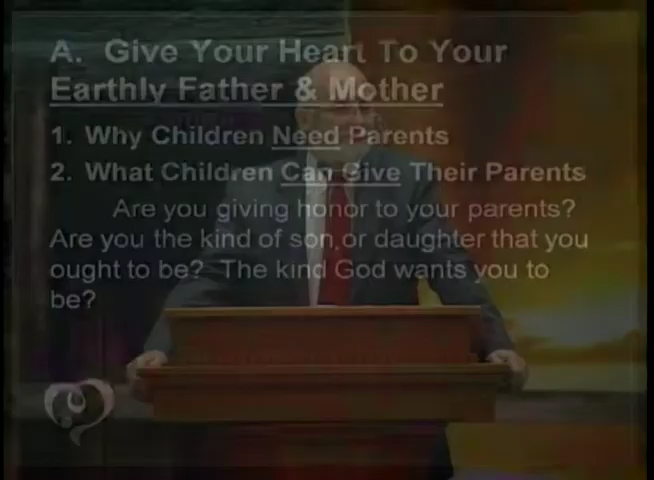 A. Give Your Heart To Your
Earthly Father & Mother
1. Why Children Need Parents
2. What Children Can Give Their Parents
Are you giving honor to your parents?
Are you the kind of son or daughter that you
ought to be? The kind God wants you to
be?